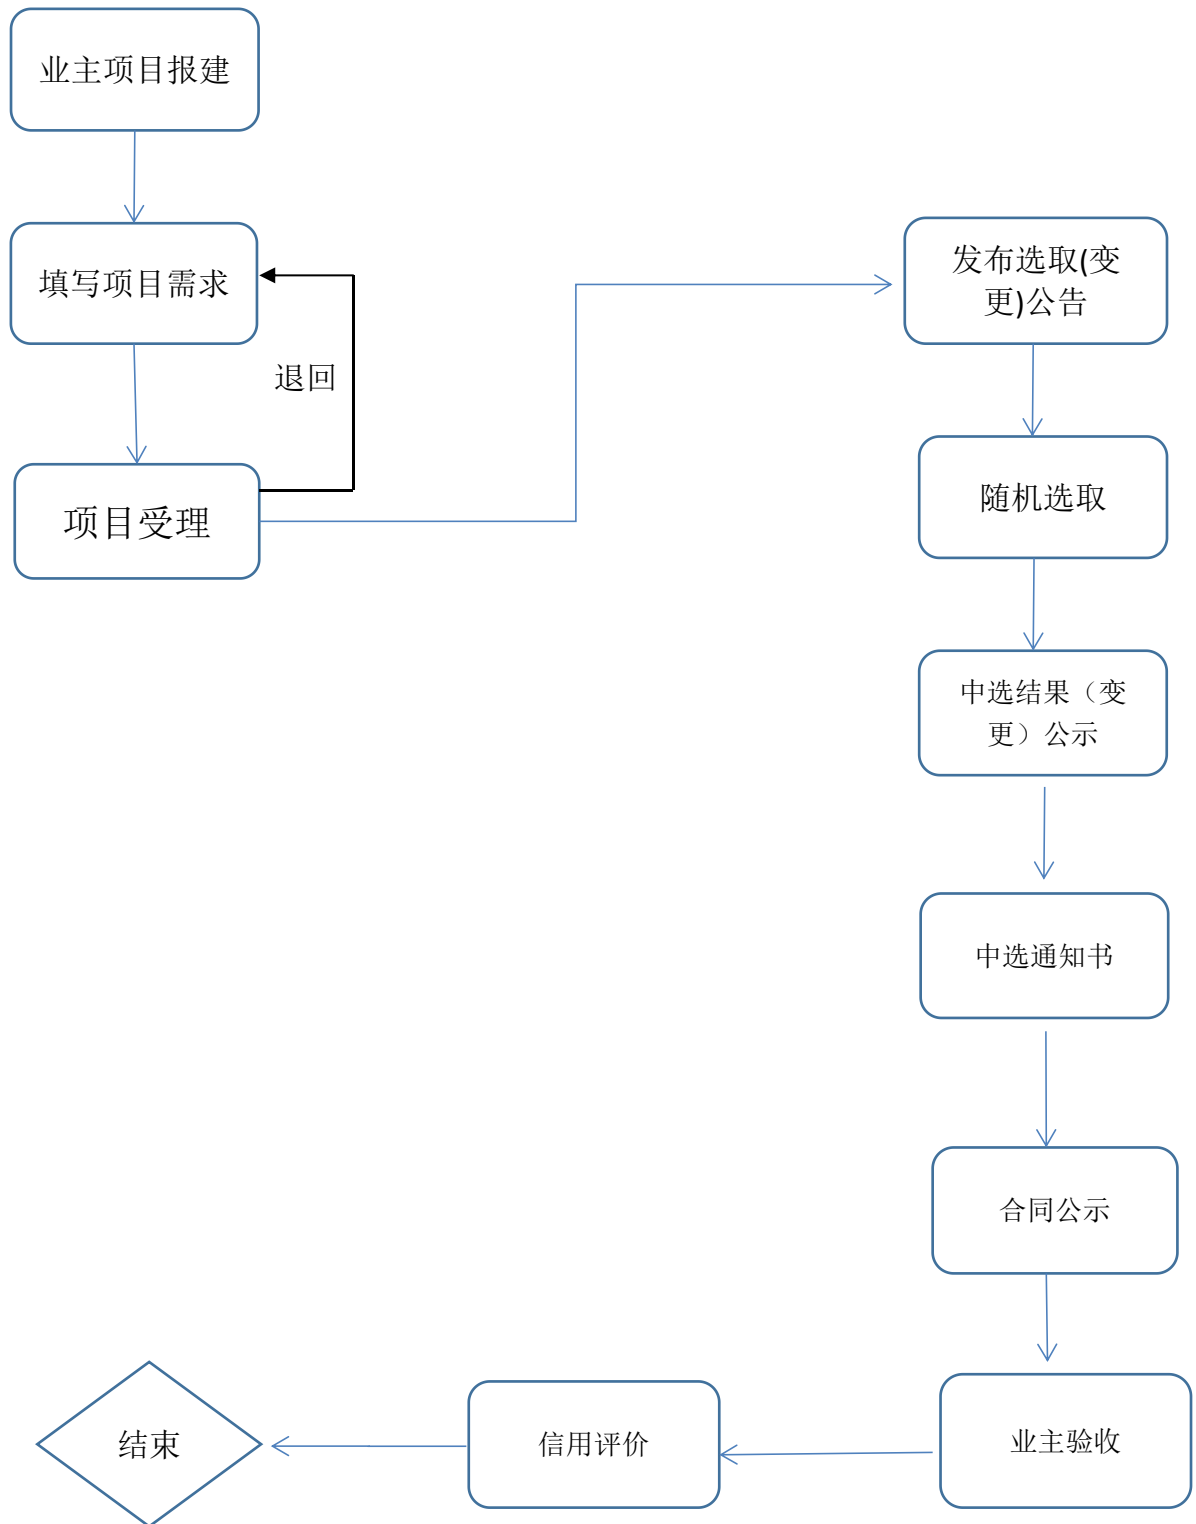 业主项目报建
填写项目需求
退回
项目受理
发布选取(变
更)公告
随机选取
中选结果（变
更）公示
中选通知书
合同公示
业主验收
信用评价
结束